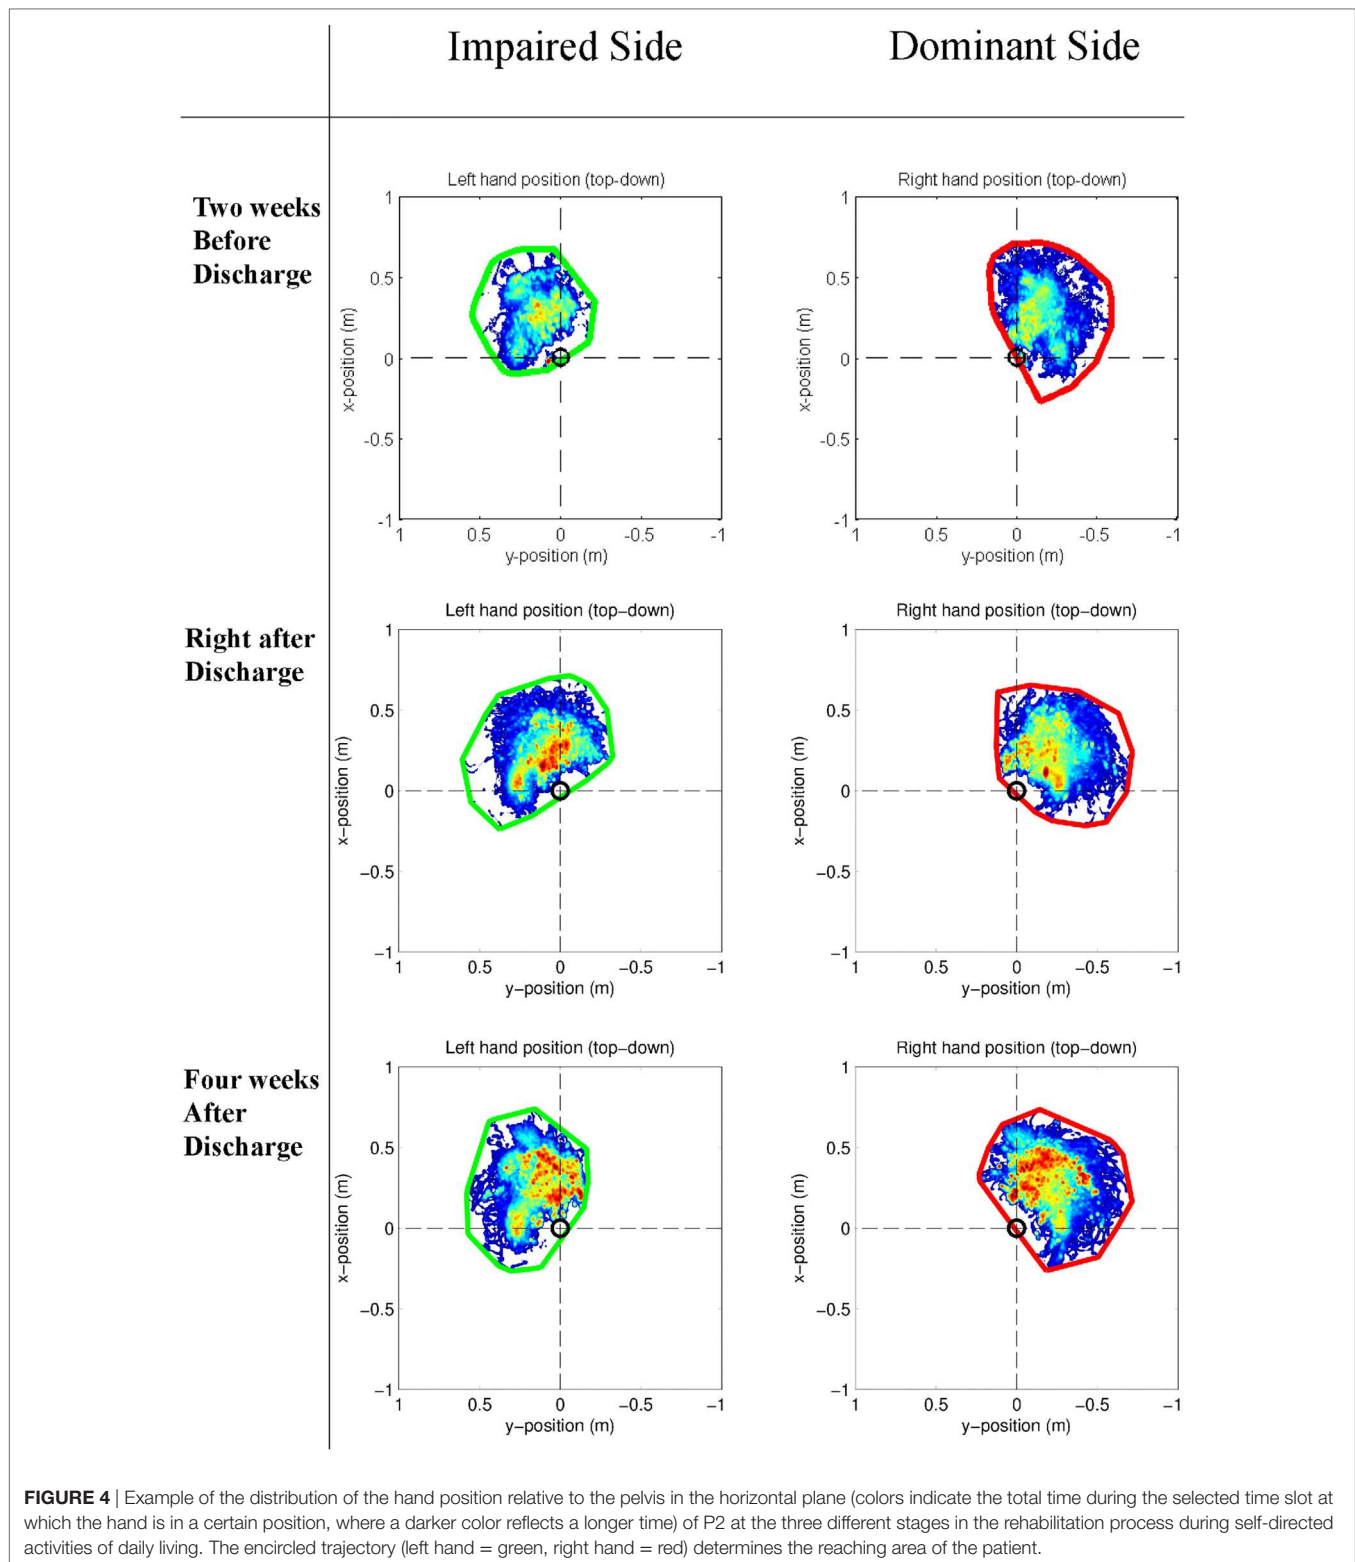 Impaired Side
Dominant Side
Two weeks
Before
Discharge
Left hand position (top-down)
1
0.5
0
-0.5
-1
x-position (m)
1
0.5
0
-0.5
-1
y-position (m)
Right hand position (top-down)
1
0.5
0
-0.5
-1
x-position (m)
1
0.5
0
-0.5
-1
y-position (m)
Right after
Discharge
Left hand position (top−down)
1
0.5
0
−0.5
−1
x−position (m)
1
0.5
0
−0.5
−1
y−position (m)
Right hand position (top−down)
1
0.5
0
−0.5
−1
x−position (m)
1
0.5
0
−0.5
−1
y−position (m)
Four weeks
After
Discharge
Left hand position (top−down)
1
0.5
0
−0.5
−1
x−position (m)
1
0.5
0
−0.5
−1
y−position (m)
Right hand position (top−down)
1
0.5
0
−0.5
−1
x−position (m)
1
0.5
0
−0.5
−1
y−position (m)
FIGURE 4 | Example of the distribution of the hand position relative to the pelvis in the horizontal plane (colors indicate the total time during the selected time slot at
which the hand is in a certain position, where a darker color reflects a longer time) of P2 at the three different stages in the rehabilitation process during self-directed
activities of daily living. The encircled trajectory (left hand = green, right hand = red) determines the reaching area of the patient.